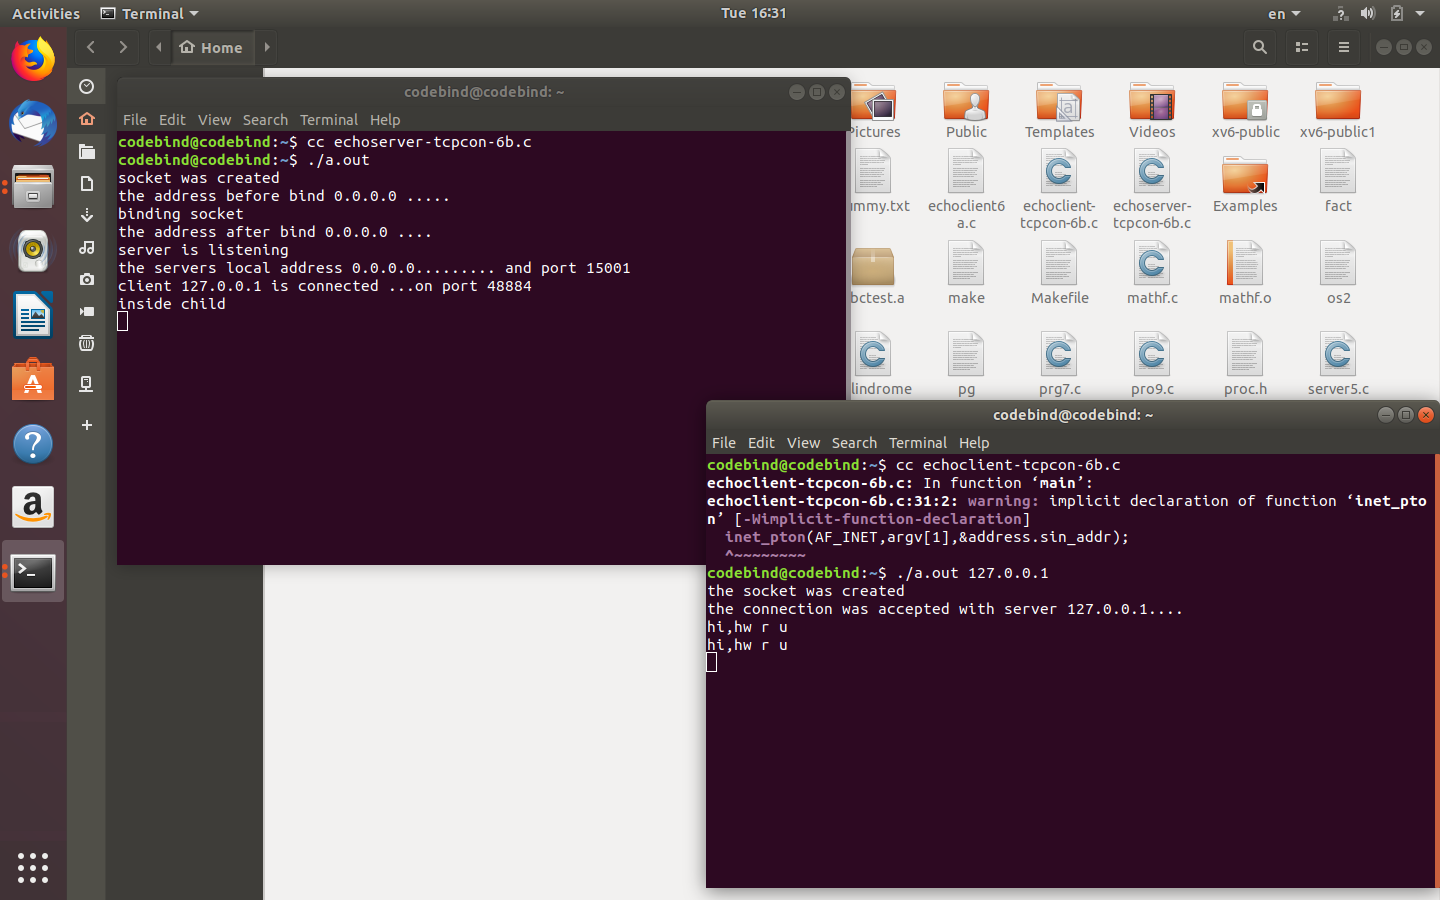 Activities
Terminal
Tue 16:31
en
Home
codebind@codebind: ~
File Edit View Search Terminal Help
codebind@codebind:~$ cc echoserver-tcpcon-6b.c
codebind@codebind:~$ ./a.out
socket was created
the address before bind 0.0.0.0 .....
binding socket
the address after bind 0.0.0.0 ....
server is listening
the servers local address 0.0.0.0......... and port 15001
client 127.0.0.1 is connected ...on port 48884
inside child
Pictures
Public
Templates
Videos
xv6-public
xv6-public1
mmy.txt
echoclient6
a.c
echoclient-
tcpcon-6b.c
echoserver-
tcpcon-6b.c
Examples
fact
bctest.a
make
Makefile
mathf.c
mathf.o
os2
lindrome
pg
prg7.c
pro9.c
proc.h
server5.c
codebind@codebind: ~
File Edit View Search Terminal Help
codebind@codebind:~$ cc echoclient-tcpcon-6b.c
echoclient-tcpcon-6b.c: In function ‘main’:
echoclient-tcpcon-6b.c:31:2: warning: implicit declaration of function ‘inet_pto
n’ [-Wimplicit-function-declaration]
inet_pton(AF_INET,argv[1],&address.sin_addr);
^~~~~~~~~
codebind@codebind:~$ ./a.out 127.0.0.1
the socket was created
the connection was accepted with server 127.0.0.1....
hi,hw r u
hi,hw r u